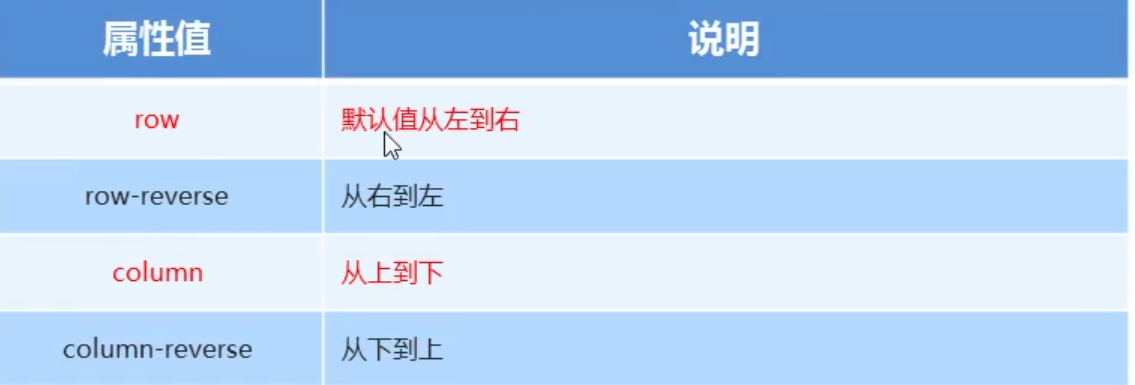 属性值 说明
row 默认值从左到右
row-reverse 从右到左
column 从上到下
column-reverse 从下到上